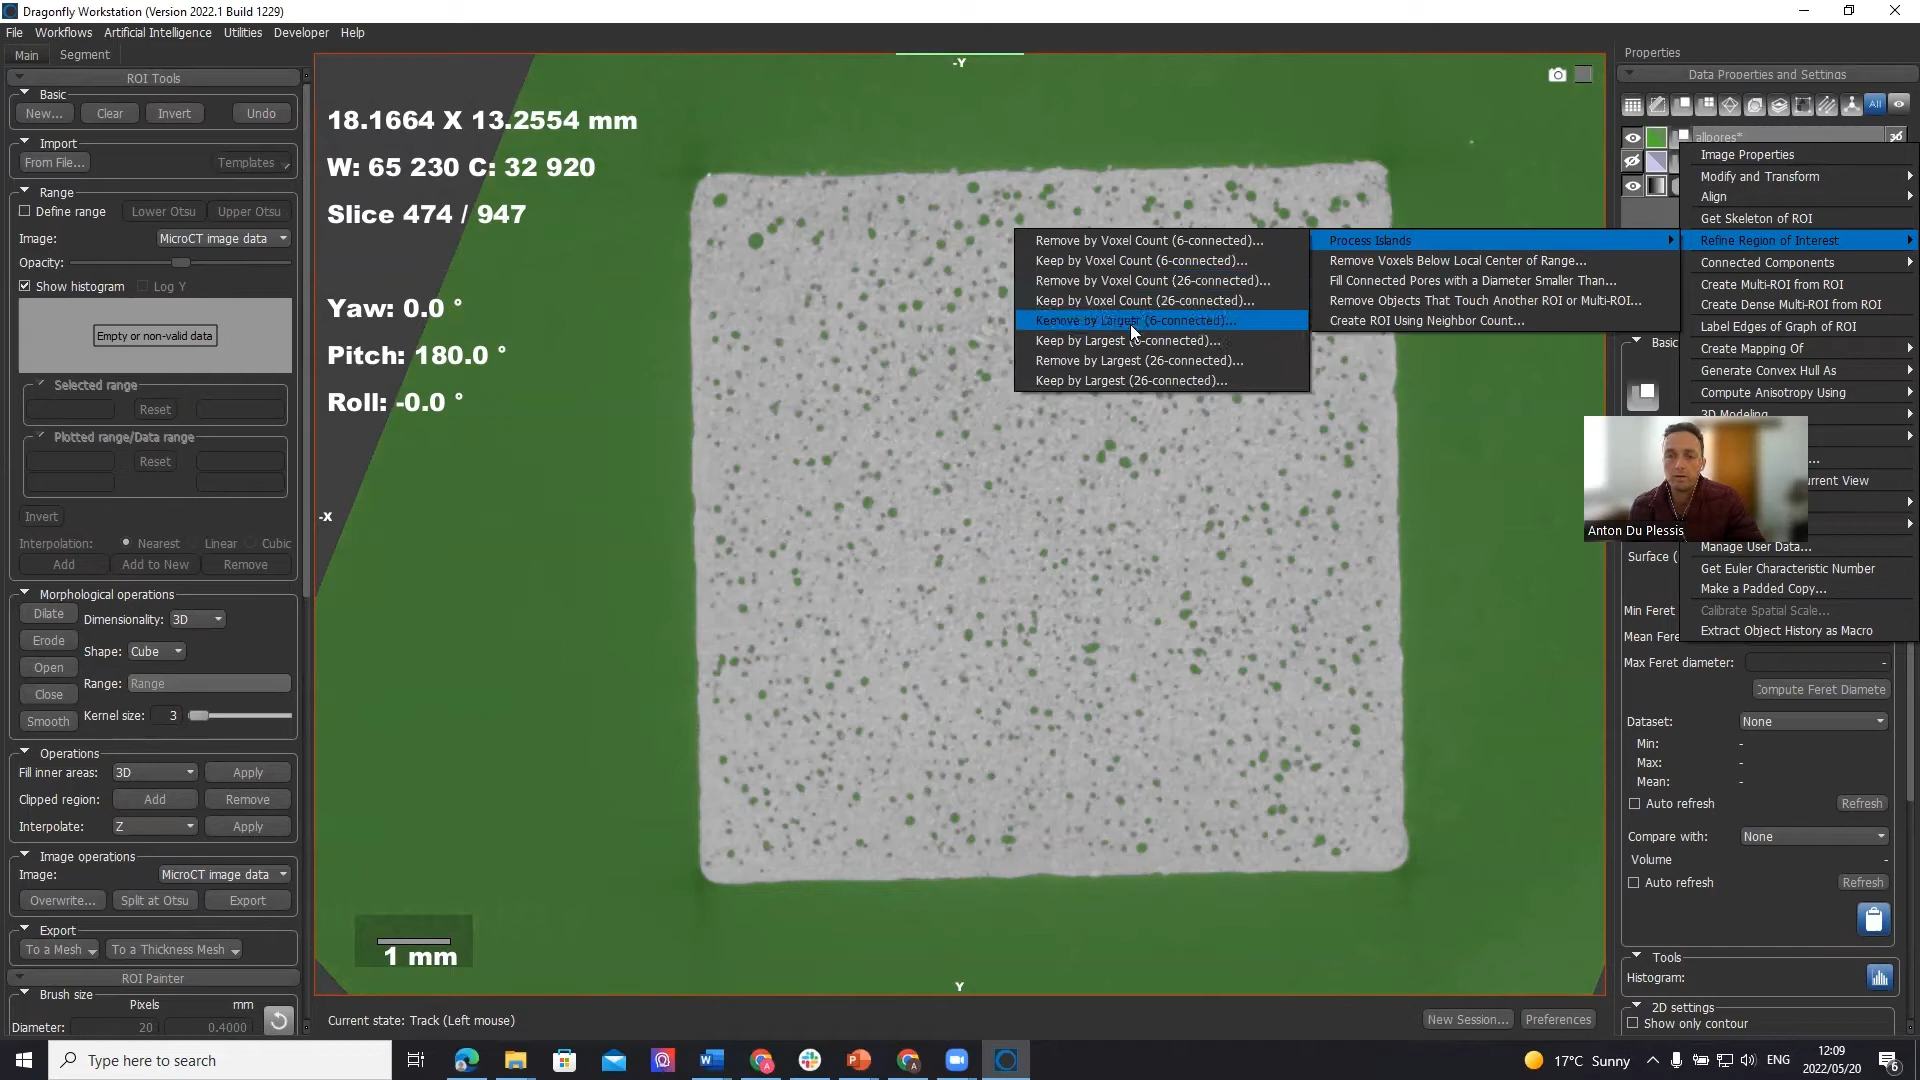 Dragonfly Workstation (Version 2022.1 Build 1229)
File Workflows Artificial Intelligence Utilities Developer Help
Main Segment
ROI Tools
Basic
New... Clear Invert Undo
Import
From File... Templates
Range
Define range Lower Otsu Upper Otsu
Image: MicroCT image data
Opacity:
Show histogram Log Y
Empty or non-valid data
Selected range
Reset
Plotted range/Data range
Reset
Invert
Interpolation: Nearest Linear Cubic
Add Add to New Remove
Morphological operations
Dilate Dimensionality: 3D
Erode Shape: Cube
Open
Range: Range
Close
Kernel size: 3
Smooth
Operations
Fill inner areas: 3D Apply
Clipped region: Add Remove
Interpolate: Z Apply
Image operations
Image: MicroCT image data
Overwrite... Split at Otsu Export
Export
To a Mesh To a Thickness Mesh
ROI Painter
Brush size
Pixels mm
Diameter: 20 0.4000
-Y
18.1664 X 13.2554 mm
W: 65 230 C: 32 920
Slice 474 / 947
Yaw: 0.0 °
Pitch: 180.0 °
Roll: -0.0 °
-X
1 mm
Y
Current state: Track (Left mouse)
New Session... Preferences
Remove by Voxel Count (6-connected)...
Keep by Voxel Count (6-connected)...
Remove by Voxel Count (26-connected)...
Keep by Voxel Count (26-connected)...
Remove by Largest (6-connected)...
Keep by Largest (6-connected)...
Remove by Largest (26-connected)...
Keep by Largest (26-connected)...
Process Islands
Remove Voxels Below Local Center of Range...
Fill Connected Pores with a Diameter Smaller Than...
Remove Objects That Touch Another ROI or Multi-ROI...
Create ROI Using Neighbor Count...
Properties
Data Properties and Settings
All
allpores*
Image Properties
Modify and Transform
Align
Get Skeleton of ROI
Refine Region of Interest
Connected Components
Create Multi-ROI from ROI
Create Dense Multi-ROI from ROI
Label Edges of Graph of ROI
Create Mapping Of
Generate Convex Hull As
Compute Anisotropy Using
3D Modeling
...
urrent View
Anton Du Plessis
Manage User Data...
Get Euler Characteristic Number
Make a Padded Copy...
Calibrate Spatial Scale...
Extract Object History as Macro
Basic
Surface (
Min Feret
Mean Fere
Max Feret diameter: -
Compute Feret Diamete
Dataset: None
Min: -
Max: -
Mean: -
Auto refresh Refresh
Compare with: None
Volume -
Auto refresh Refresh
Tools
Histogram:
2D settings
Show only contour
Type here to search
17°C Sunny ENG 12:09
2022/05/20
6